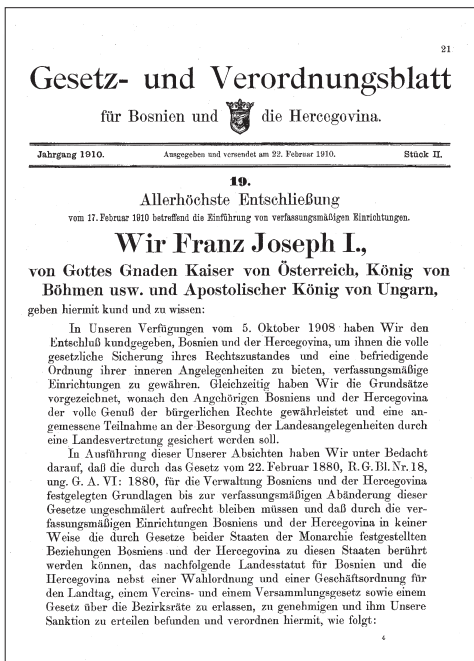 21
Gesetz- und Verordnungsblatt
für Bosnien und die Hercegovina.
Jahrgang 1910. Ausgegeben und versendet am 22. Februar 1910. Stück II.
19.
Allerhöchste Entschließung
vom 17. Februar 1910 betreffend die Einführung von verfassungsmäßigen Einrichtungen.
Wir Franz Joseph I.,
von Gottes Gnaden Kaiser von Österreich, König von
Böhmen usw. und Apostolischer König von Ungarn,
geben hiermit kund und zu wissen:
In Unseren Verfügungen vom 5. Oktober 1908 haben Wir den
Entschluß kundgegeben, Bosnien und der Hercegovina, um ihnen die volle
gesetzliche Sicherung ihres Rechtszustandes und eine befriedigende
Ordnung ihrer inneren Angelegenheiten zu bieten, verfassungsmäßige
Einrichtungen zu gewähren. Gleichzeitig haben Wir die Grundsätze
vorgezeichnet, wonach den Angehörigen Bosniens und der Hercegovina
der volle Genuß der bürgerlichen Rechte gewährleistet und eine an-
gemessene Teilnahme an der Besorgung der Landesangelegenheiten durch
eine Landesvertretung gesichert werden soll.
In Ausführung dieser Unserer Absichten haben Wir unter Bedacht
darauf, daß die durch das Gesetz vom 22. Februar 1880, R. G. Bl. Nr. 18,
ung. G. A. VI: 1880, für die Verwaltung Bosniens und der Hercegovina
festgelegten Grundlagen bis zur verfassungsmäßigen Abänderung dieser
Gesetze ungeschmälert aufrecht bleiben müssen und daß durch die ver-
fassungsmäßigen Einrichtungen Bosniens und der Hercegovina in keiner
Weise die durch Gesetze beider Staaten der Monarchie festgestellten
Beziehungen Bosniens und der Hercegovina zu diesen Staaten berührt
werden können, das nachfolgende Landesstatut für Bosnien und die
Hercegovina nebst einer Wahlordnung und einer Geschäftsordnung für
den Landtag, einem Vereins- und einem Versammlungsgesetz sowie einem
Gesetz über die Bezirksräte zu erlassen, zu genehmigen und ihm Unsere
Sanktion zu erteilen befunden und verordnen hiermit, wie folgt:
4